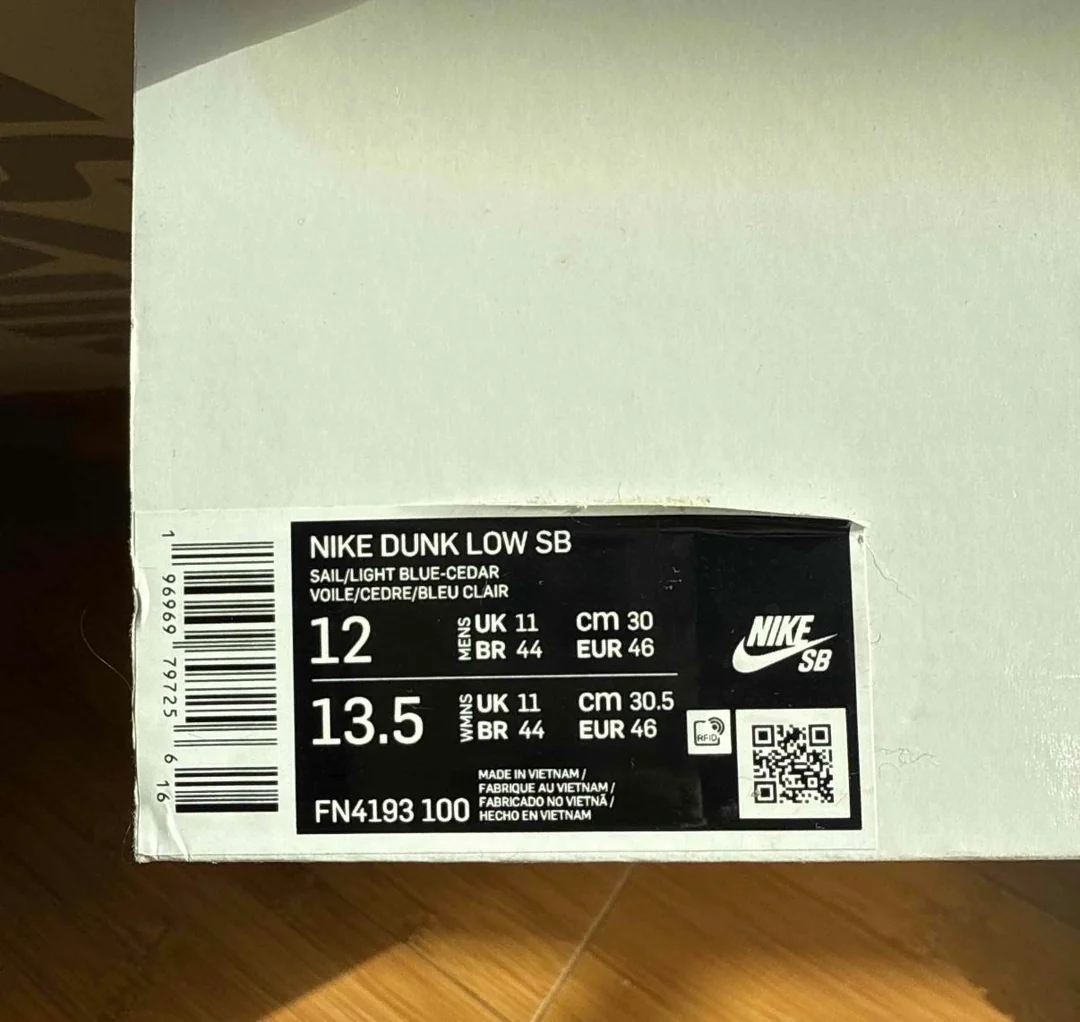 NIKE DUNK LOW SB
SAIL/LIGHT BLUE-CEDAR
VOILE/CEDRE/BLEU CLAIR
12 MENS UK 11 cm 30
BR 44 EUR 46
13.5 WMNS UK 11 cm 30.5
BR 44 EUR 46
MADE IN VIETNAM /
FABRIQUE AU VIETNAM /
FABRICADO NO VIETNÃ /
HECHO EN VIETNAM
FN4193 100
NIKE
SB
RFID
1 96969 79725 6 16